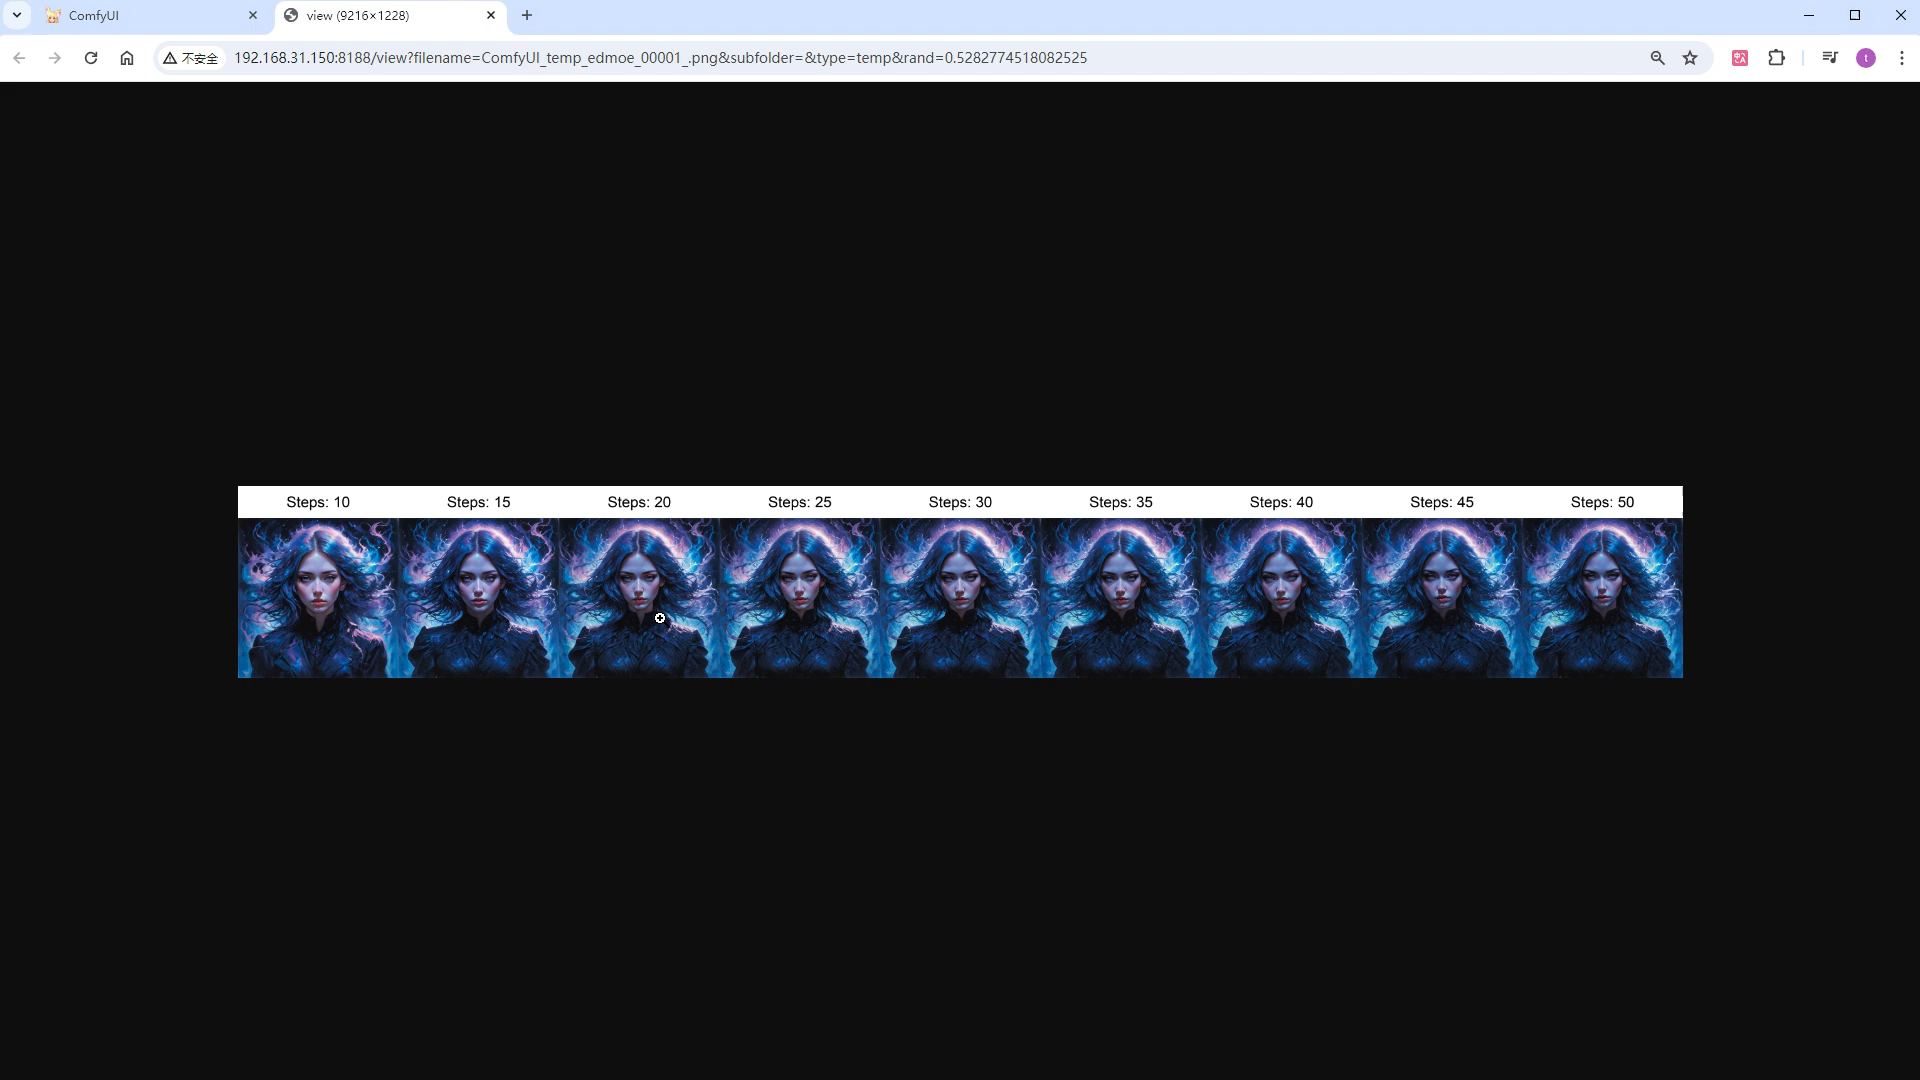 ComfyUI
view (9216×1228)
不安全
192.168.31.150:8188/view?filename=ComfyUI_temp_edmoe_00001_.png&subfolder=&type=temp&rand=0.5282774518082525
t
Steps: 10
Steps: 15
Steps: 20
Steps: 25
Steps: 30
Steps: 35
Steps: 40
Steps: 45
Steps: 50